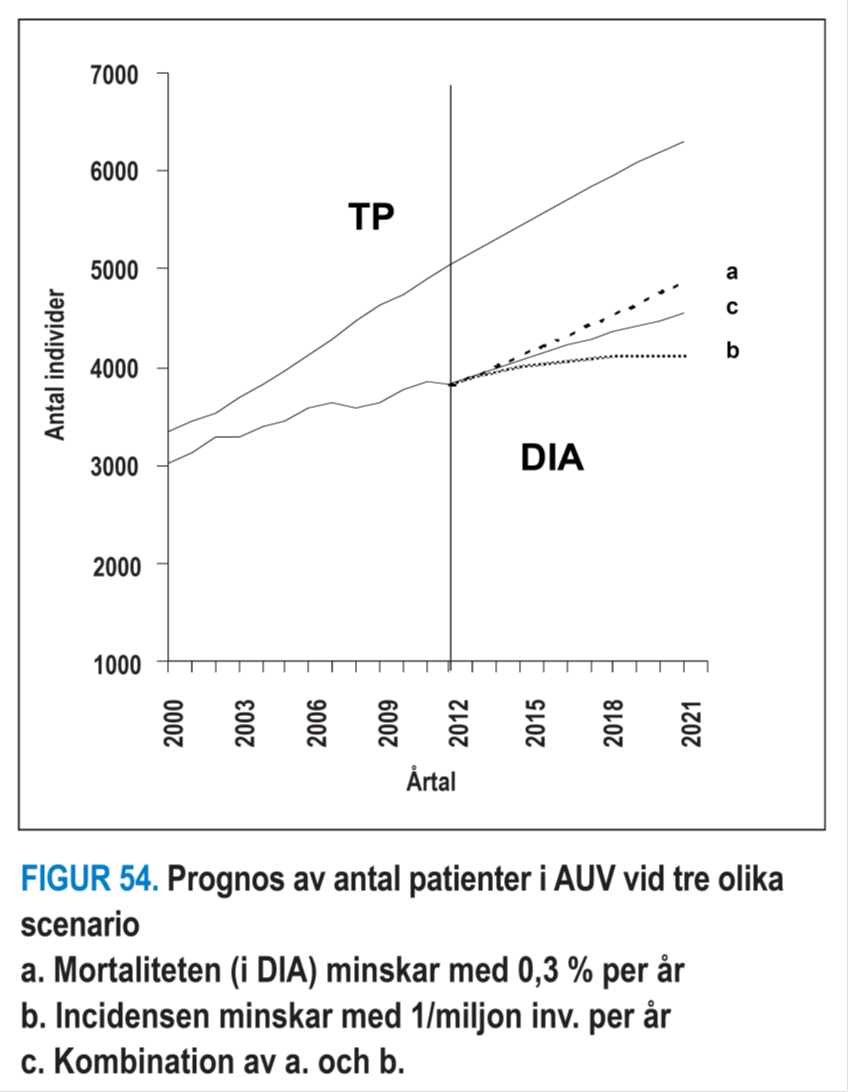 7000
6000
5000
4000
3000
2000
1000
Antal individer
TP
DIA
a
c
b
2000
2003
2006
2009
2012
2015
2018
2021
Årtal
FIGUR 54. Prognos av antal patienter i AUV vid tre olika
scenario
a. Mortaliteten (i DIA) minskar med 0,3 % per år
b. Incidensen minskar med 1/miljon inv. per år
c. Kombination av a. och b.